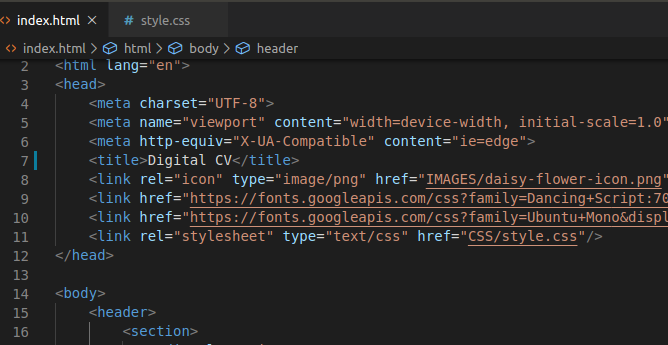 <> index.html × # style.css
<> index.html > html > body > header
2 <html lang="en">
3 <head>
4 <meta charset="UTF-8">
5 <meta name="viewport" content="width=device-width, initial-scale=1.0"
6 <meta http-equiv="X-UA-Compatible" content="ie=edge">
7 <title>Digital CV</title>
8 <link rel="icon" type="image/png" href="IMAGES/daisy-flower-icon.png"
9 <link href="https://fonts.googleapis.com/css?family=Dancing+Script:70
10 <link href="https://fonts.googleapis.com/css?family=Ubuntu+Mono&displ
11 <link rel="stylesheet" type="text/css" href="CSS/style.css"/>
12 </head>
13
14 <body>
15 <header>
16 <section>